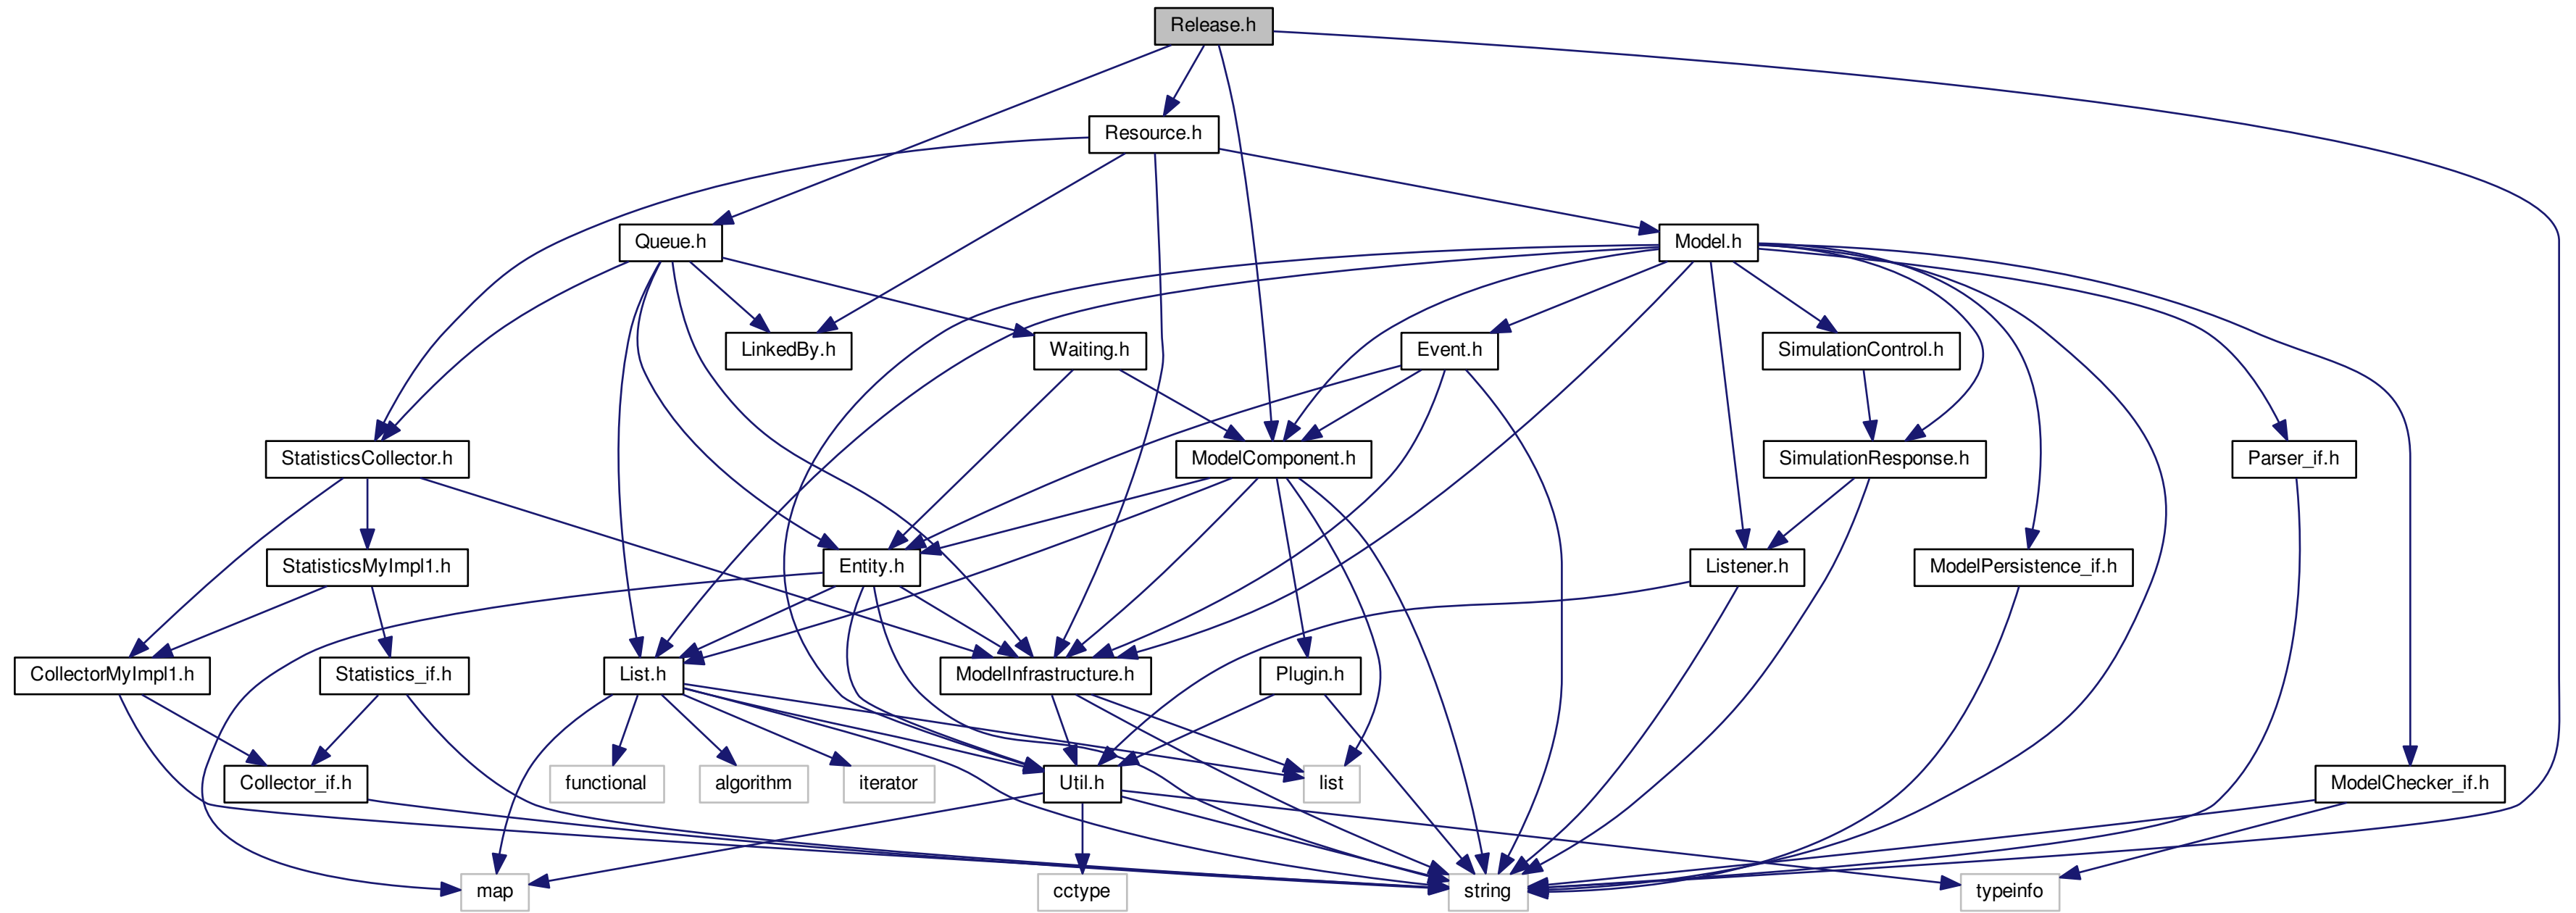 Release.h
Resource.h
Queue.h
Model.h
LinkedBy.h
Waiting.h
Event.h
SimulationControl.h
StatisticsCollector.h
ModelComponent.h
SimulationResponse.h
Parser_if.h
StatisticsMyImpl1.h
Entity.h
Listener.h
ModelPersistence_if.h
CollectorMyImpl1.h
Statistics_if.h
List.h
ModelInfrastructure.h
Plugin.h
Collector_if.h
functional
algorithm
iterator
Util.h
list
ModelChecker_if.h
map
cctype
string
typeinfo